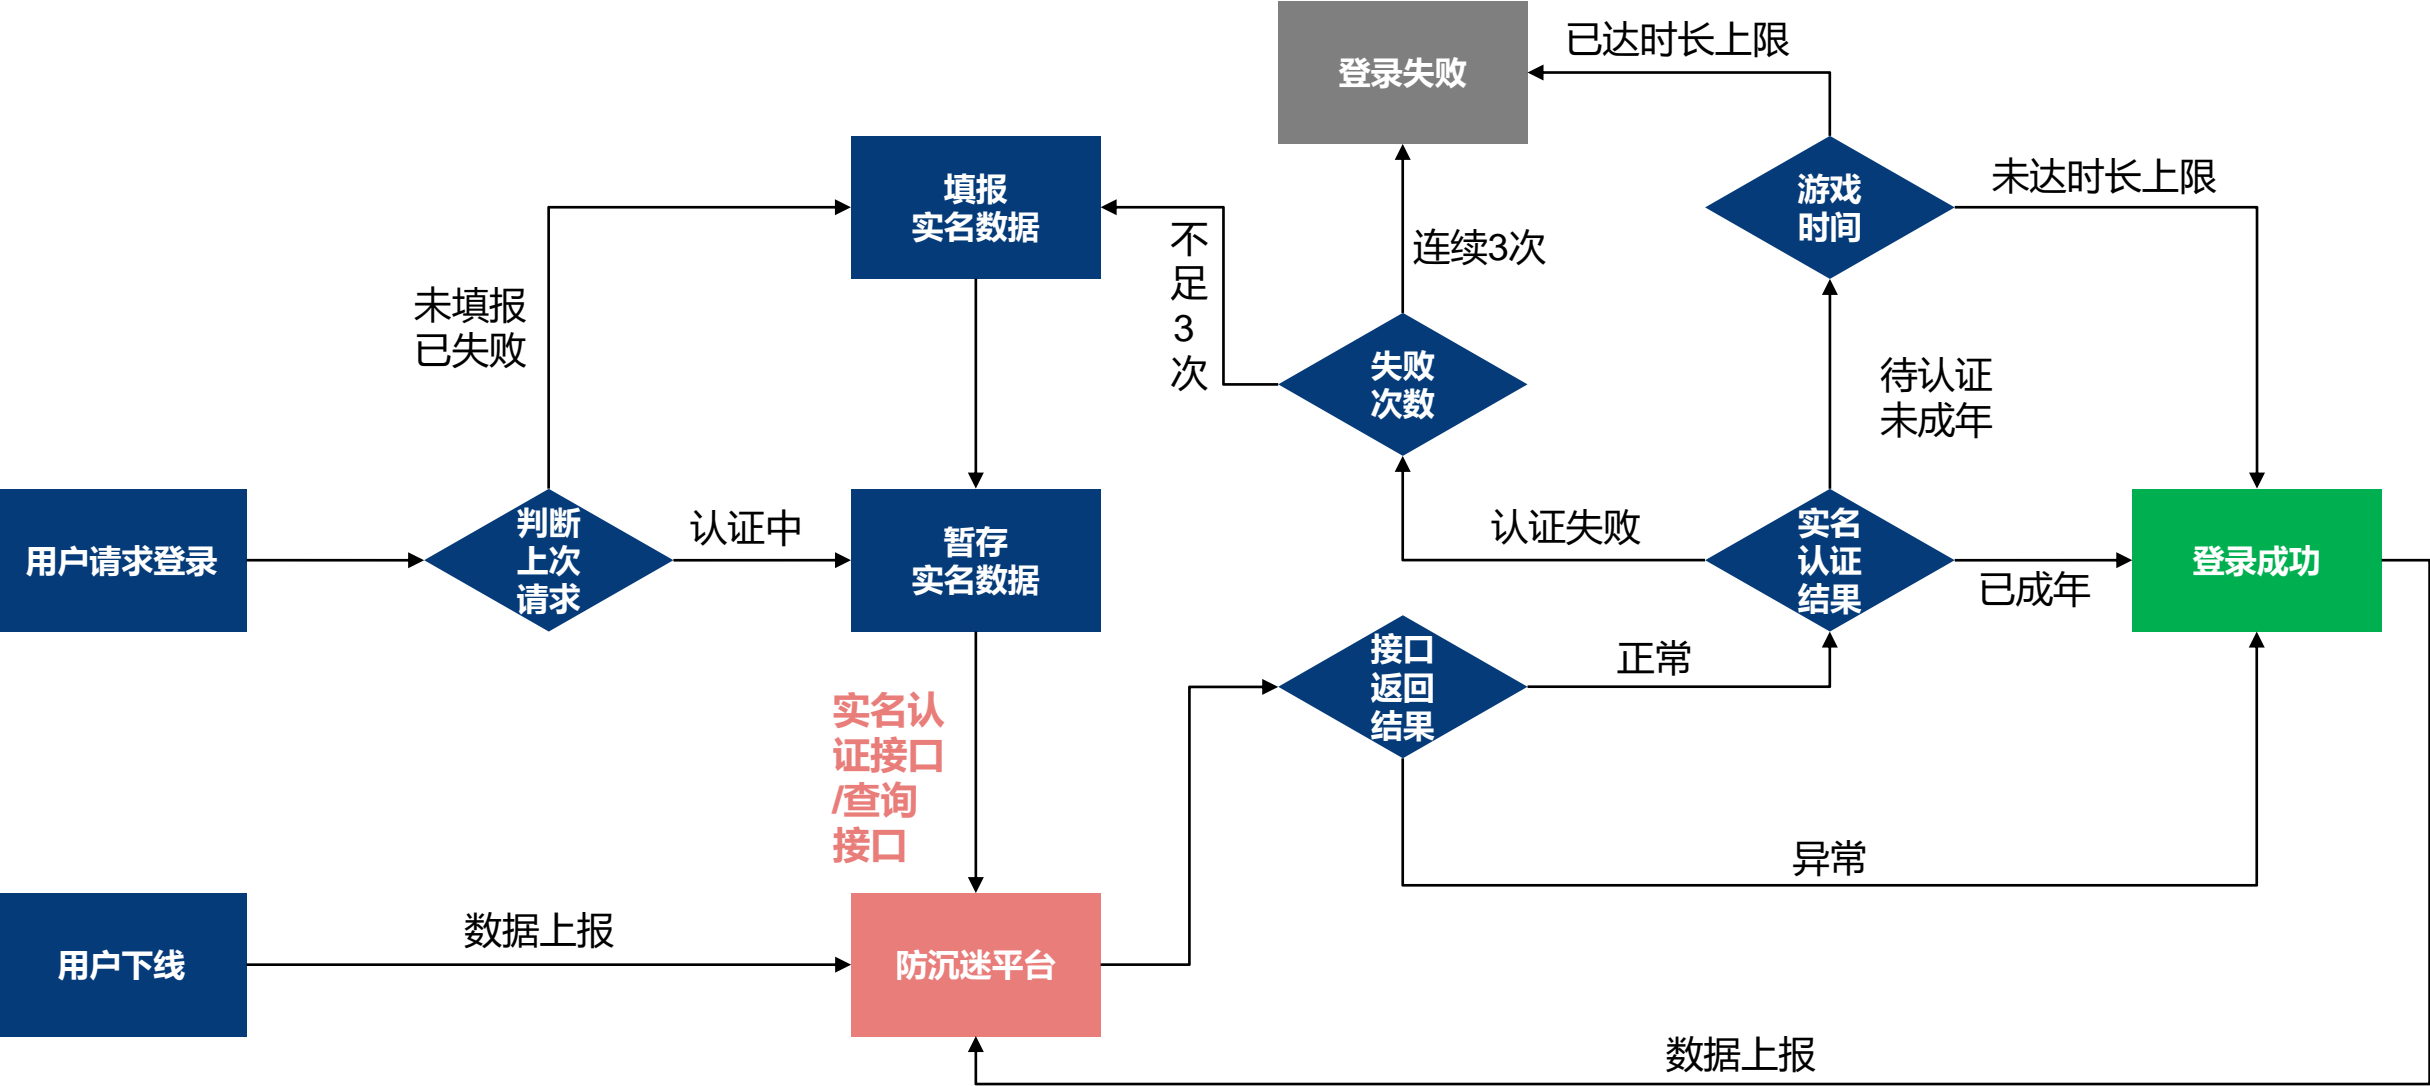 登录失败
已达时长上限
填报
实名数据
不
足
3
次
连续3次
游戏
时间
未达时长上限
未填报
已失败
失败
次数
待认证
未成年
用户请求登录
判断
上次
请求
认证中
暂存
实名数据
认证失败
实名
认证
结果
已成年
登录成功
实名认
证接口
/查询
接口
接口
返回
结果
正常
异常
用户下线
数据上报
防沉迷平台
数据上报